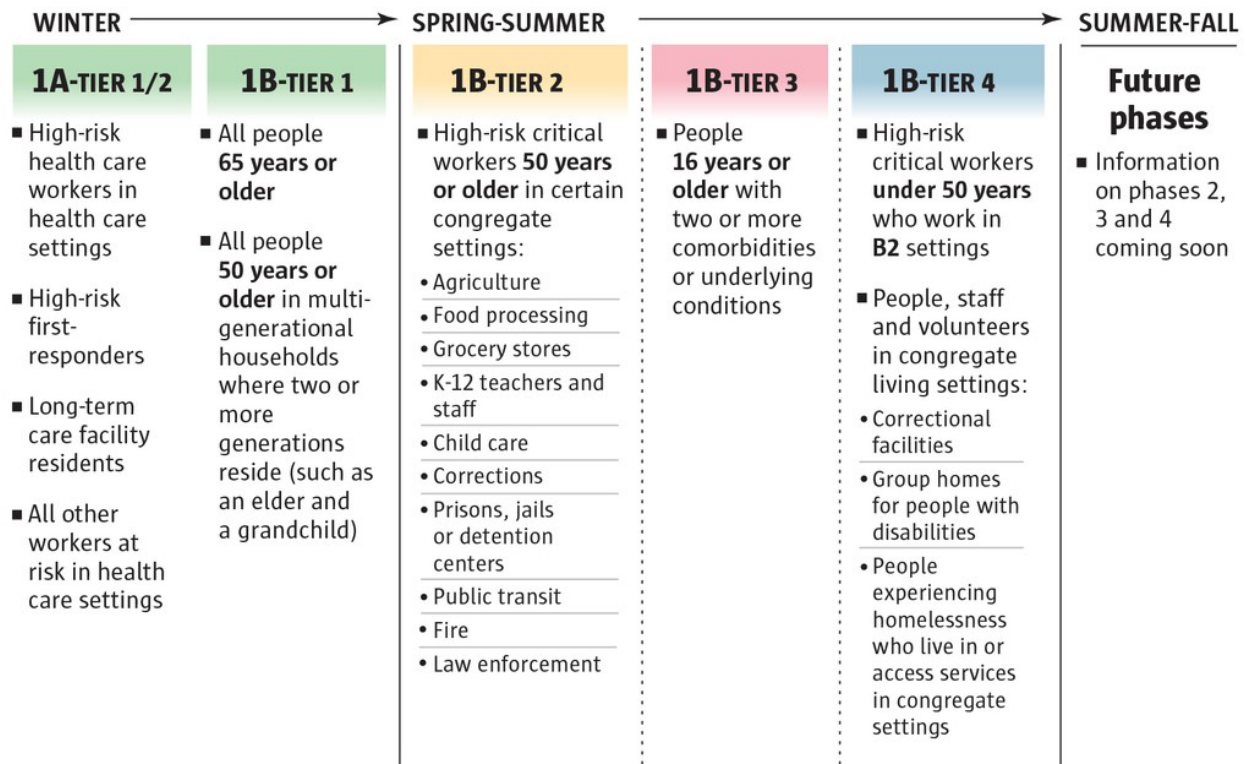 WINTER
SPRING-SUMMER
SUMMER-FALL
1A-TIER 1/2
■ High-risk
health care
workers in
health care
settings
■ High-risk
first-
responders
■ Long-term
care facility
residents
■ All other
workers at
risk in health
care settings
1B-TIER 1
■ All people
65 years or
older
■ All people
50 years or
older in multi-
generational
households
where two or
more
generations
reside (such as
an elder and
a grandchild)
1B-TIER 2
■ High-risk critical
workers 50 years
or older in certain
congregate
settings:
• Agriculture
• Food processing
• Grocery stores
• K-12 teachers and
staff
• Child care
• Corrections
• Prisons, jails
or detention
centers
• Public transit
• Fire
• Law enforcement
1B-TIER 3
■ People
16 years or
older with
two or more
comorbidities
or underlying
conditions
1B-TIER 4
■ High-risk
critical workers
under 50 years
who work in
B2 settings
■ People, staff
and volunteers
in congregate
living settings:
• Correctional
facilities
• Group homes
for people with
disabilities
• People
experiencing
homelessness
who live in or
access services
in congregate
settings
Future
phases
■ Information
on phases 2,
3 and 4
coming soon